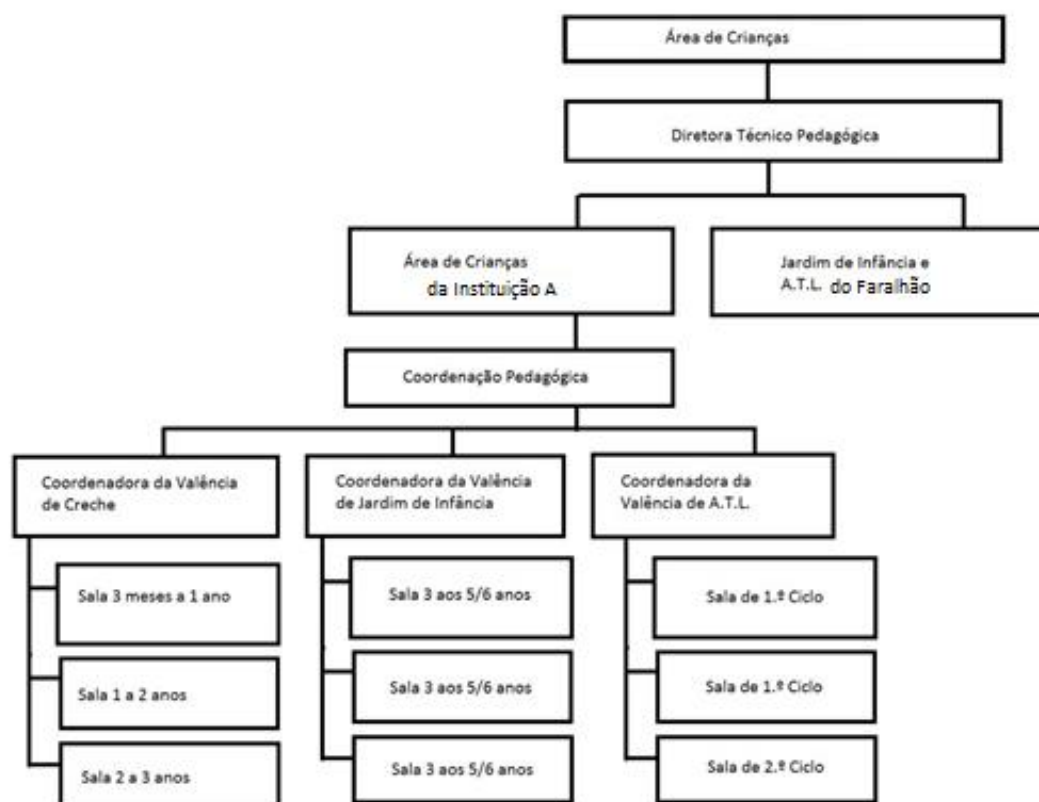 Área de Crianças
Diretora Técnico Pedagógica
Área de Crianças
da Instituição A
Jardim de Infância e
A.T.L. do Faralhão
Coordenação Pedagógica
Coordenadora da Valência
de Creche
Coordenadora da Valência
de Jardim de Infância
Coordenadora da
Valência de A.T.L.
Sala 3 meses a 1 ano
Sala 1 a 2 anos
Sala 2 a 3 anos
Sala 3 aos 5/6 anos
Sala 3 aos 5/6 anos
Sala 3 aos 5/6 anos
Sala de 1.º Ciclo
Sala de 1.º Ciclo
Sala de 2.º Ciclo